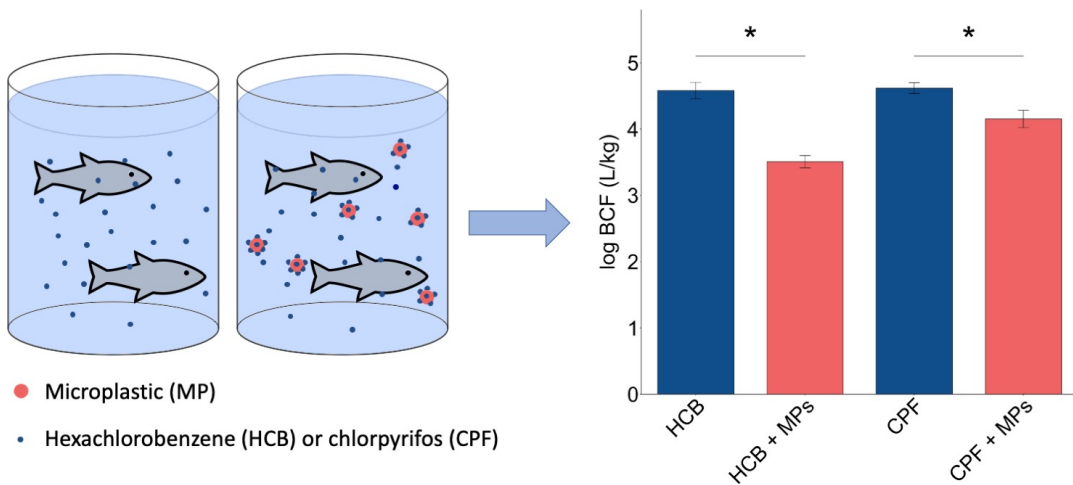 Microplastic (MP)
Hexachlorobenzene (HCB) or chlorpyrifos (CPF)
log BCF (L/kg)
5
4
3
2
1
0
*
*
HCB
HCB + MPs
CPF
CPF + MPs